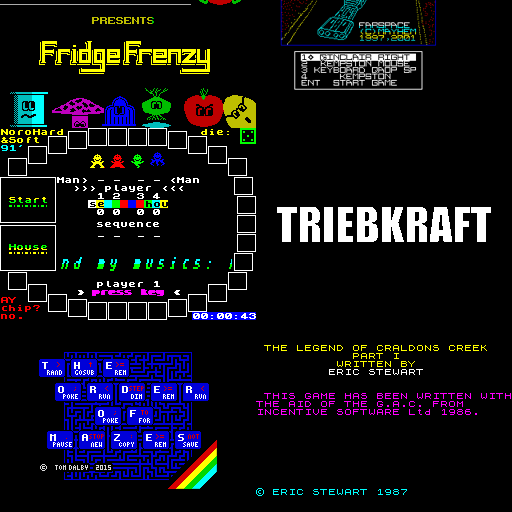 PRESENTS
Fridge Frenzy
NoroHard
&Soft
91'
die:
Man> - - - - <Man
>>> player <<<
1 2 3 4
0 0 0 0
sequence
- - - -
Start
House
nd my musics:
player 1
> press key <
AY
chip?
no.
00:00:43
FARSPACE
(C)MAYHEM
1997,2001
1 SINCLAIR RIGHT
2 KEMPSTON MOUSE
3 KEYBOARD QAOP SP
4 KEMPSTON
ENT START GAME
TRIEBKRAFT
T H E
RAND GOSUB REM
O R D E R
POKE RUN DIM REM RUN
O F
POKE FOR
M A Z E S
PAUSE NEW COPY REM SAVE
© TOM DALBY 2015
THE LEGEND OF CRALDONS CREEK
PART I
WRITTEN BY
ERIC STEWART
THIS GAME HAS BEEN WRITTEN WITH
THE AID OF THE G.A.C. FROM
INCENTIVE SOFTWARE Ltd 1986.
© ERIC STEWART 1987